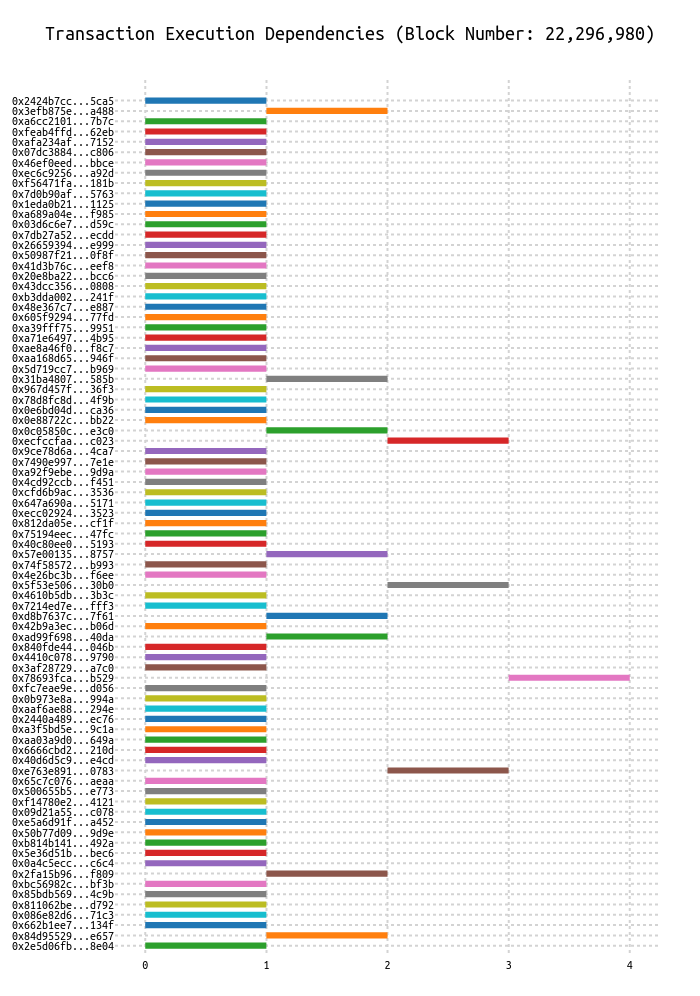 Transaction Execution Dependencies (Block Number: 22,296,980)
0x2424b7cc...5ca5
0x3efb875e...a488
0xa6cc2101...7b7c
0xfeab4ffd...62eb
0xafa234af...7152
0x07dc3884...c806
0x46ef0eed...bbce
0xec6c9256...a92d
0xf56471fa...181b
0x7d0b90af...5763
0x1eda0b21...1125
0xa689a04e...f985
0x03d6c6e7...d59c
0x7db27a52...ecdd
0x26659394...e999
0x50987f21...0f8f
0x41d3b76c...eef8
0x20e8ba22...bcc6
0x43dcc356...0808
0xb3dda002...241f
0x48e367c7...e887
0x605f9294...77fd
0xa39fff75...9951
0xa71e6497...4b95
0xae8a46f0...f8c7
0xaa168d65...946f
0x5d719cc7...b969
0x31ba4807...585b
0x967d457f...36f3
0x78d8fc8d...4f9b
0x0e6bd04d...ca36
0x0e88722c...bb22
0x0c05850c...e3c0
0xecfccfaa...c023
0x9ce78d6a...4ca7
0x7490e997...7e1e
0xa92f9ebe...9d9a
0x4cd92ccb...f451
0xcfd6b9ac...3536
0x647a690a...5171
0xecc02924...3523
0x812da05e...cf1f
0x75194eec...47fc
0x40c80ee0...5193
0x57e00135...8757
0x74f58572...b993
0x4e26bc3b...f6ee
0x5f53e506...30b0
0x4610b5db...3b3c
0x7214ed7e...fff3
0xd8b7637c...7f61
0x42b9a3ec...b06d
0xad99f698...40da
0x840fde44...046b
0x4410c078...9790
0x3af28729...a7c0
0x78693fca...b529
0xfc7eae9e...d056
0x0b973e8a...994a
0xaaf6ae88...294e
0x2440a489...ec76
0xa3f5bd5e...9c1a
0xaa03a9d0...649a
0x6666cbd2...210d
0x40d6d5c9...e4cd
0xe763e891...0783
0x65c7c076...aeaa
0x500655b5...e773
0xf14780e2...4121
0x09d21a55...c078
0xe5a6d91f...a452
0x50b77d09...9d9e
0xb814b141...492a
0x5e36d51b...bec6
0x0a4c5ecc...c6c4
0x2fa15b96...f809
0xbc56982c...bf3b
0x85bdb569...4c9b
0x811062be...d792
0x086e82d6...71c3
0x662b1ee7...134f
0x84d95529...e657
0x2e5d06fb...8e04
0 1 2 3 4